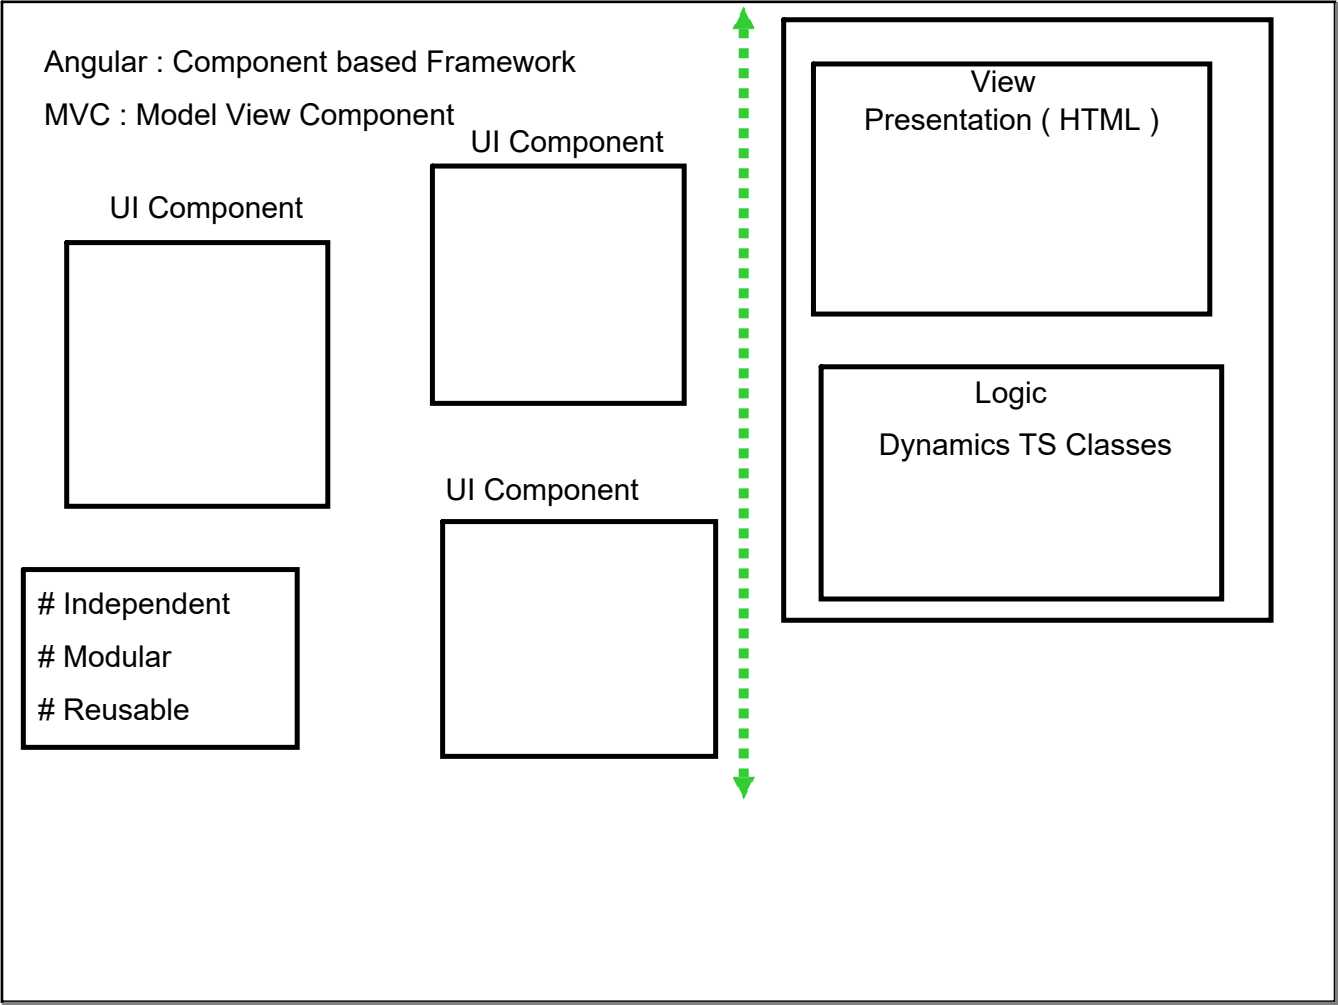 Angular : Component based Framework
MVC : Model View Component
UI Component
UI Component
UI Component
# Independent
# Modular
# Reusable
View
Presentation ( HTML )
Logic
Dynamics TS Classes